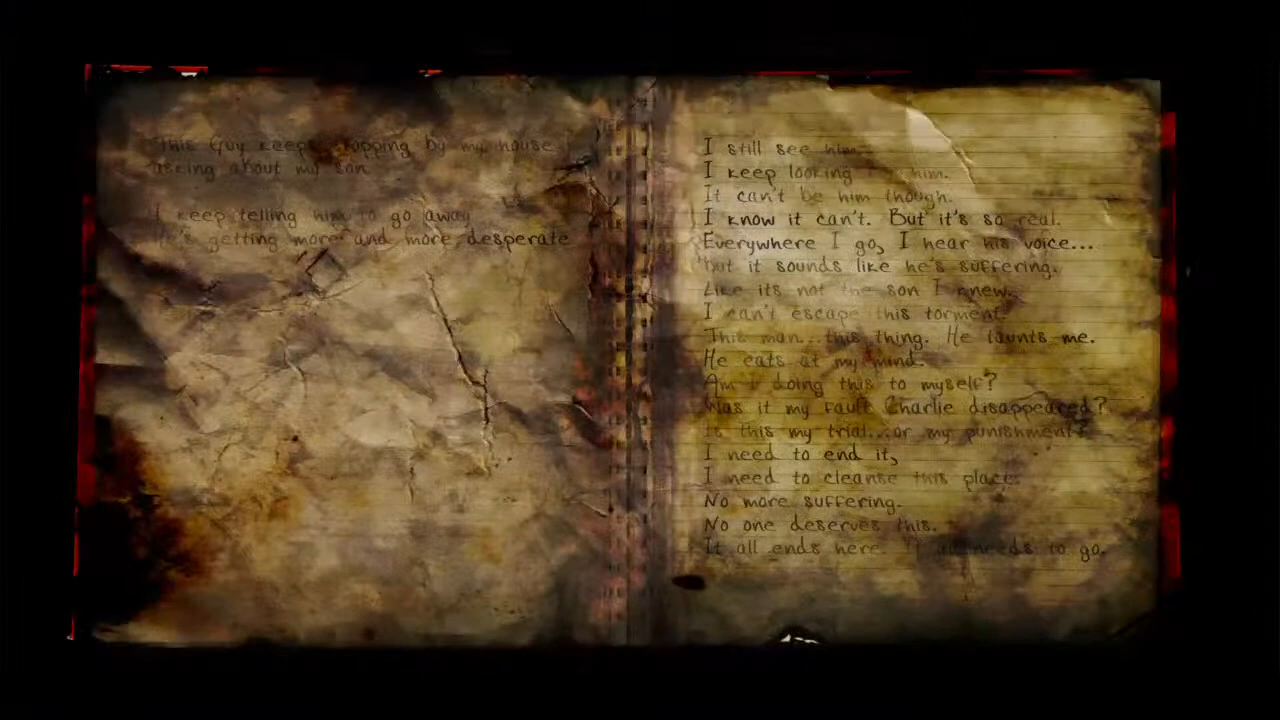 This Guy keeps stopping by my house
asking about my son
I keep telling him to go away
He's getting more and more desperate
I still see him...
I keep looking for him.
It can't be him though.
I know it can't. But it's so real.
Everywhere I go, I hear his voice...
but it sounds like he's suffering.
Like its not the son I knew.
I can't escape this torment.
This man...this thing. He taunts me.
He eats at my mind.
Am I doing this to myself?
Was it my fault Charlie disappeared?
Is this my trial...or my punishment?
I need to end it,
I need to cleanse this place.
No more suffering.
No one deserves this.
It all ends here. It all needs to go.